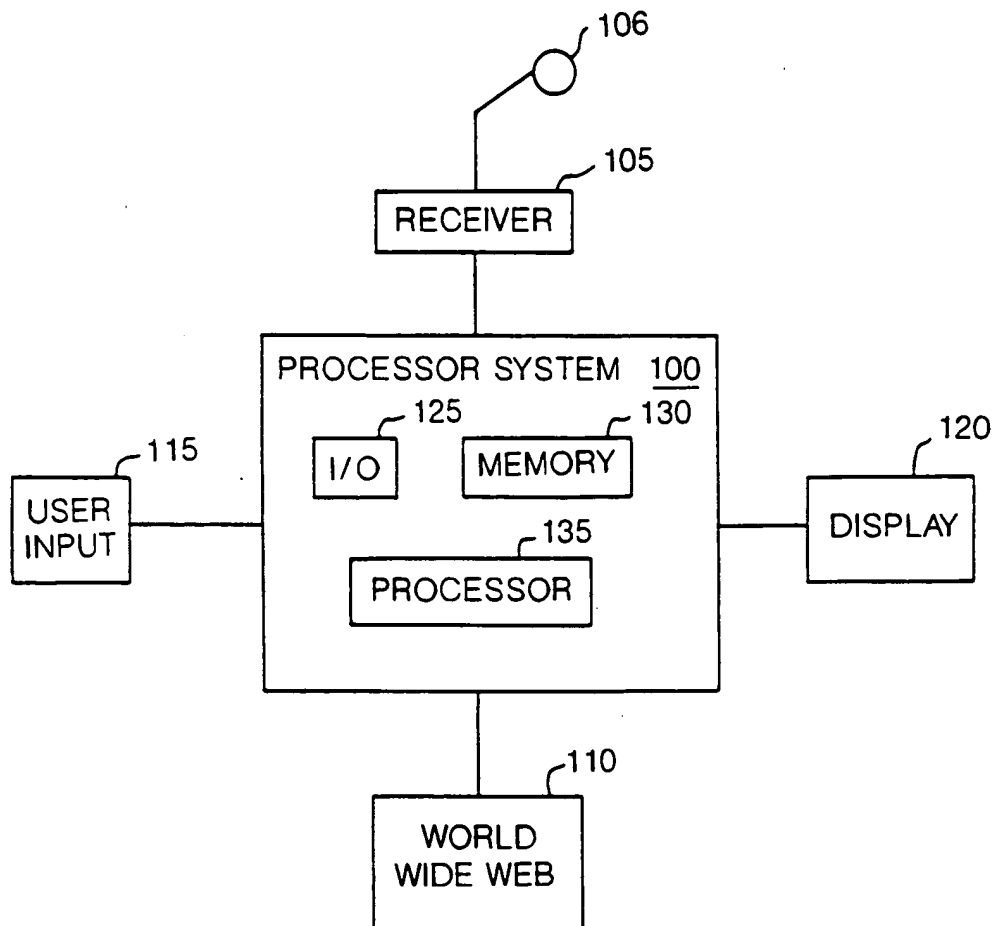 106
105
RECEIVER
PROCESSOR SYSTEM 100
125
130
I/O
MEMORY
115
120
USER
INPUT
DISPLAY
135
PROCESSOR
110
WORLD
WIDE WEB